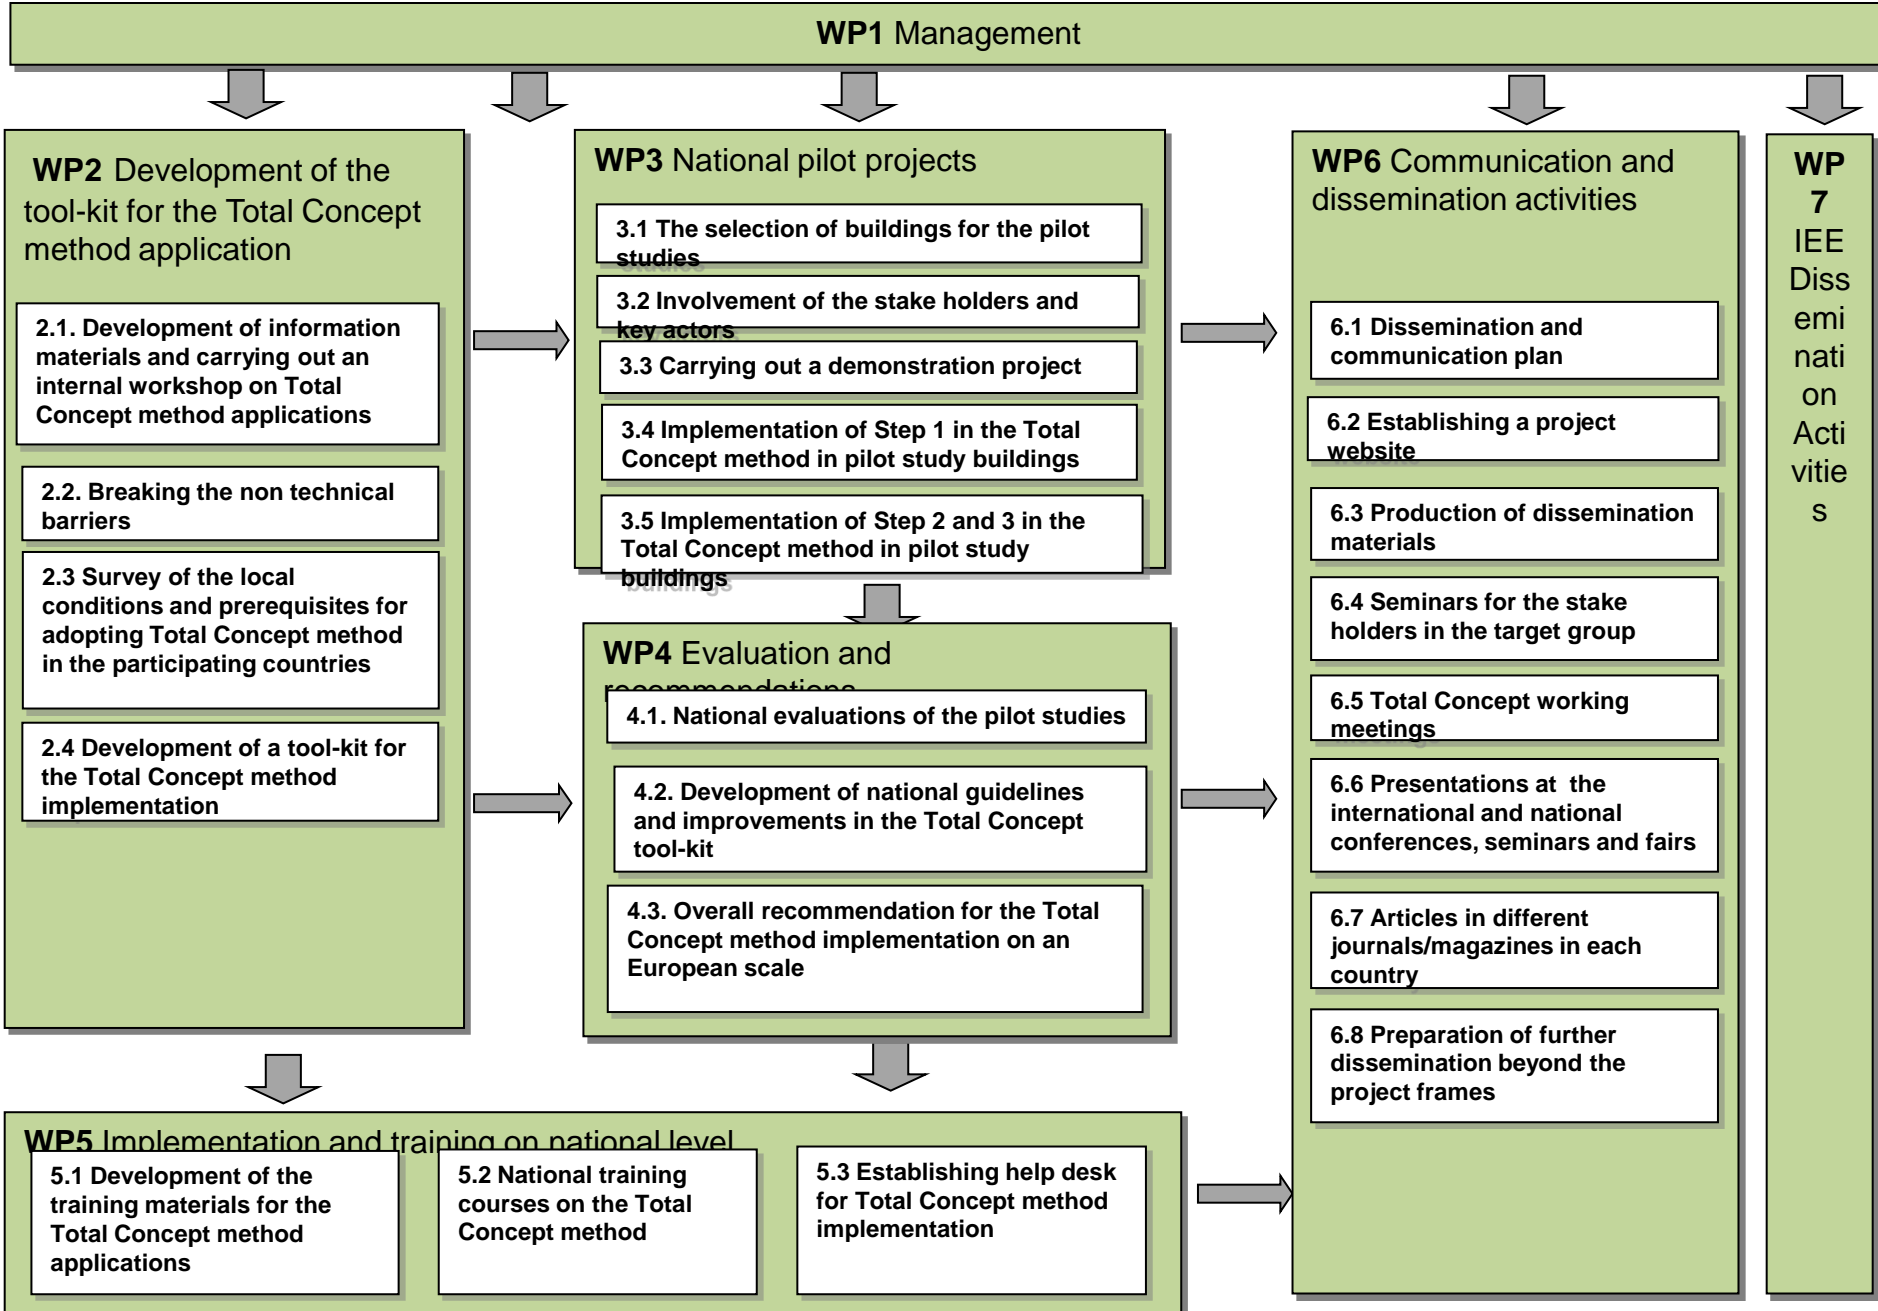 WP1 Management
WP2 Development of the
tool-kit for the Total Concept
method application
2.1. Development of information
materials and carrying out an
internal workshop on Total
Concept method applications
2.2. Breaking the non technical
barriers
2.3 Survey of the local
conditions and prerequisites for
adopting Total Concept method
in the participating countries
2.4 Development of a tool-kit for
the Total Concept method
implementation
WP3 National pilot projects
3.1 The selection of buildings for the pilot
studies
3.2 Involvement of the stake holders and
key actors
3.3 Carrying out a demonstration project
3.4 Implementation of Step 1 in the Total
Concept method in pilot study buildings
3.5 Implementation of Step 2 and 3 in the
Total Concept method in pilot study
buildings
WP4 Evaluation and
recommendations
4.1. National evaluations of the pilot studies
4.2. Development of national guidelines
and improvements in the Total Concept
tool-kit
4.3. Overall recommendation for the Total
Concept method implementation on an
European scale
WP5 Implementation and training on national level
5.1 Development of the
training materials for the
Total Concept method
applications
5.2 National training
courses on the Total
Concept method
5.3 Establishing help desk
for Total Concept method
implementation
WP6 Communication and
dissemination activities
6.1 Dissemination and
communication plan
6.2 Establishing a project
website
6.3 Production of dissemination
materials
6.4 Seminars for the stake
holders in the target group
6.5 Total Concept working
meetings
6.6 Presentations at the
international and national
conferences, seminars and fairs
6.7 Articles in different
journals/magazines in each
country
6.8 Preparation of further
dissemination beyond the
project frames
WP
7
IEE
Diss
emi
nati
on
Acti
vitie
s